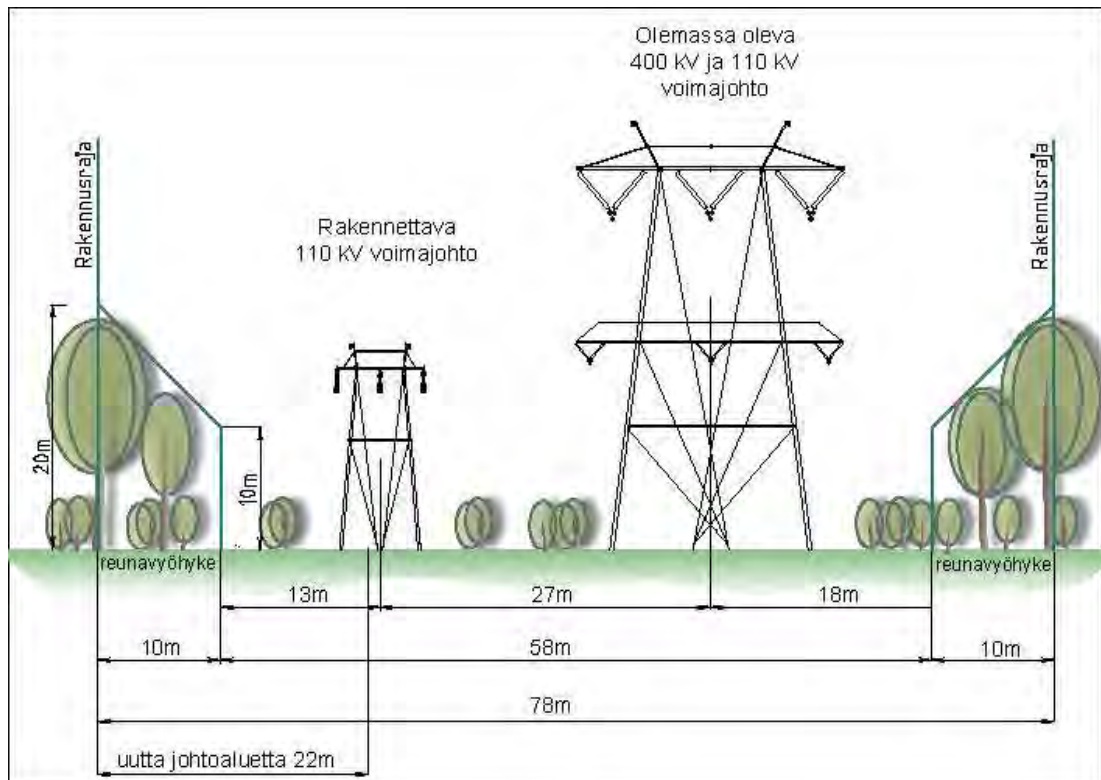 Olemassa oleva
400 kV ja 110 kV
voimajohto
Rakennusraja
Rakennusraja
Rakennettava
110 kV voimajohto
20m
10m
reunavyöhyke
reunavyöhyke
13m
27m
18m
10m
58m
10m
78m
uutta johtoaluetta 22m